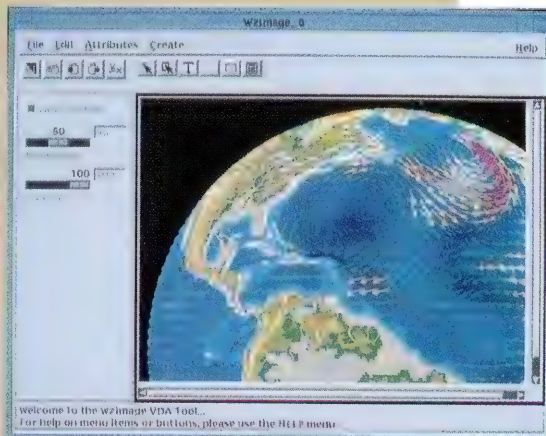 WzImage_0
File Edit Attributes Create Help
T
50
100
Welcome to the WzImage VDA Tool...
For help on menu items or buttons, please use the HELP menu